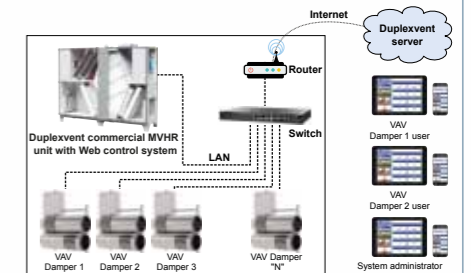 Internet
Duplexvent
server
Router
Switch
Duplexvent commercial MVHR
unit with Web control system
LAN
VAV
Damper 1
VAV
Damper 2
VAV
Damper 3
VAV Damper
"N"
VAV
Damper 1 user
VAV
Damper 2 user
System administrator